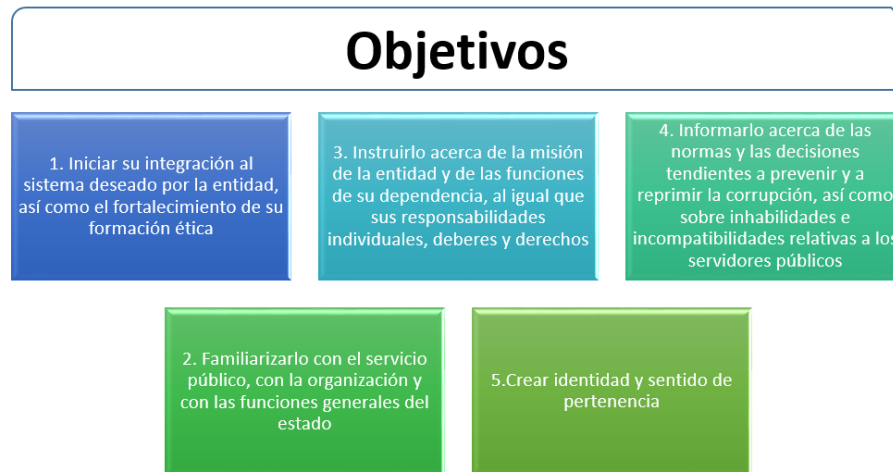 Objetivos
1. Iniciar su integración al
sistema deseado por la entidad,
así como el fortalecimiento de su
formación ética
3. Instruirlo acerca de la misión
de la entidad y de las funciones
de su dependencia, al igual que
sus responsabilidades
individuales, deberes y derechos
4. Informarlo acerca de las
normas y las decisiones
tendientes a prevenir y a
reprimir la corrupción, así como
sobre inhabilidades e
incompatibilidades relativas a los
servidores públicos
2. Familiarizarlo con el servicio
público, con la organización y
con las funciones generales del
estado
5.Crear identidad y sentido de
pertenencia